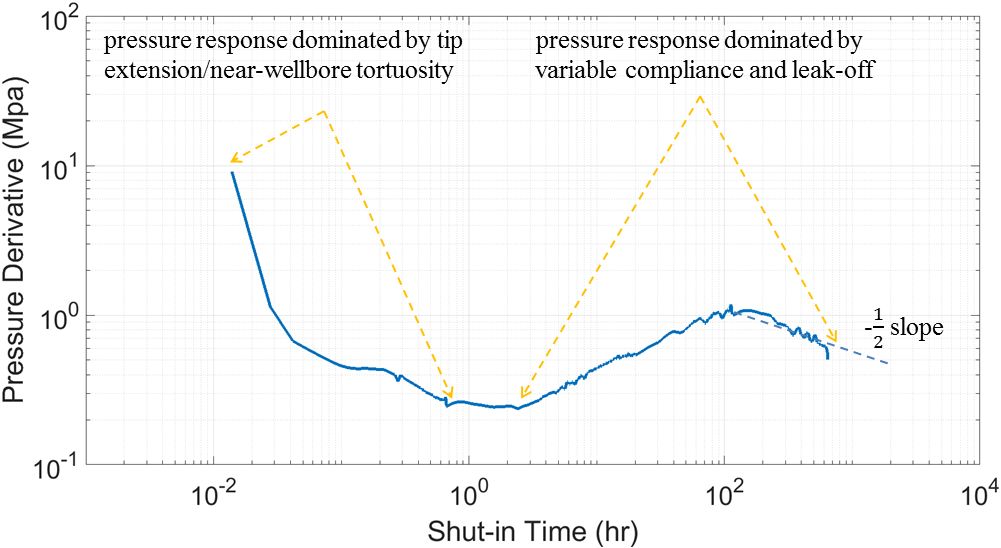 pressure response dominated by tip
extension/near-wellbore tortuosity
pressure response dominated by
variable compliance and leak-off
-1/2 slope
Pressure Derivative (Mpa)
10^2
10^1
10^0
10^-1
10^-2
10^0
10^2
10^4
Shut-in Time (hr)